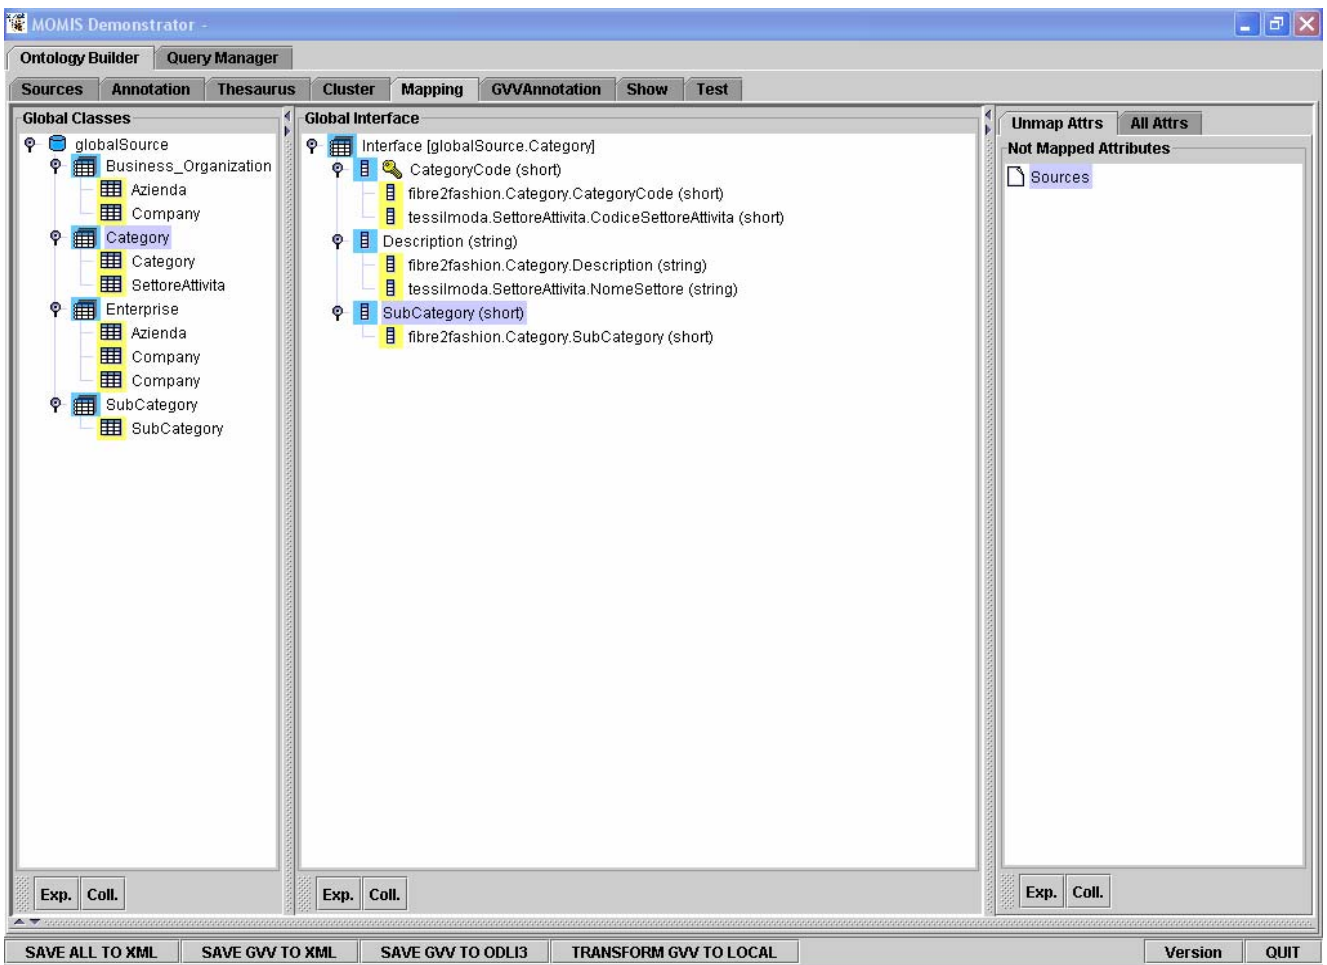 MOMIS Demonstrator -
Ontology Builder Query Manager
Sources Annotation Thesaurus Cluster Mapping GVVAnnotation Show Test
Global Classes
globalSource
Business_Organization
Azienda
Company
Category
Category
SettoreAttivita
Enterprise
Azienda
Company
Company
SubCategory
SubCategory
Exp. Coll.
Global Interface
Interface [globalSource.Category]
CategoryCode (short)
fibre2fashion.Category.CategoryCode (short)
tessilmoda.SettoreAttivita.CodiceSettoreAttivita (short)
Description (string)
fibre2fashion.Category.Description (string)
tessilmoda.SettoreAttivita.NomeSettore (string)
SubCategory (short)
fibre2fashion.Category.SubCategory (short)
Exp. Coll.
Unmap Attrs All Attrs
Not Mapped Attributes
Sources
Exp. Coll.
SAVE ALL TO XML SAVE GVV TO XML SAVE GVV TO ODLI3 TRANSFORM GVV TO LOCAL Version QUIT